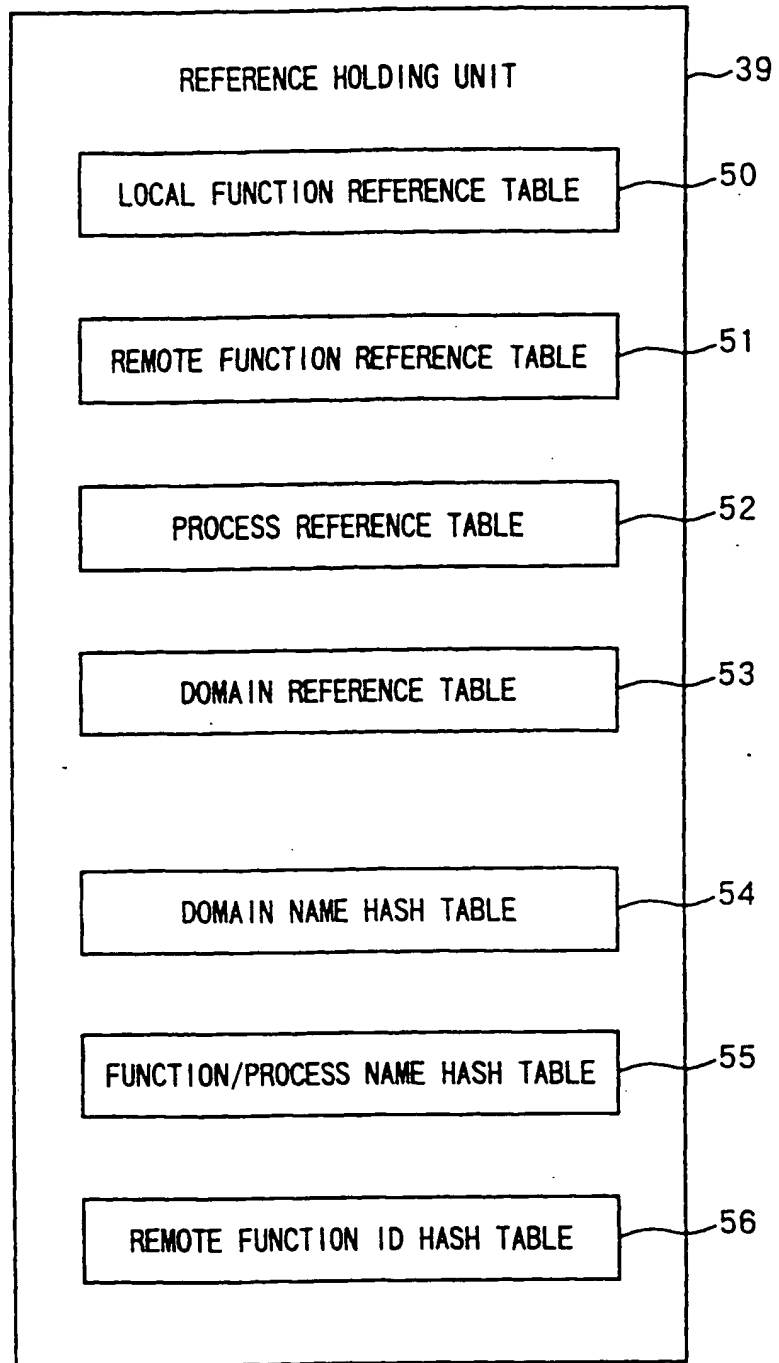 REFERENCE HOLDING UNIT 39
LOCAL FUNCTION REFERENCE TABLE 50
REMOTE FUNCTION REFERENCE TABLE 51
PROCESS REFERENCE TABLE 52
DOMAIN REFERENCE TABLE 53
DOMAIN NAME HASH TABLE 54
FUNCTION/PROCESS NAME HASH TABLE 55
REMOTE FUNCTION ID HASH TABLE 56